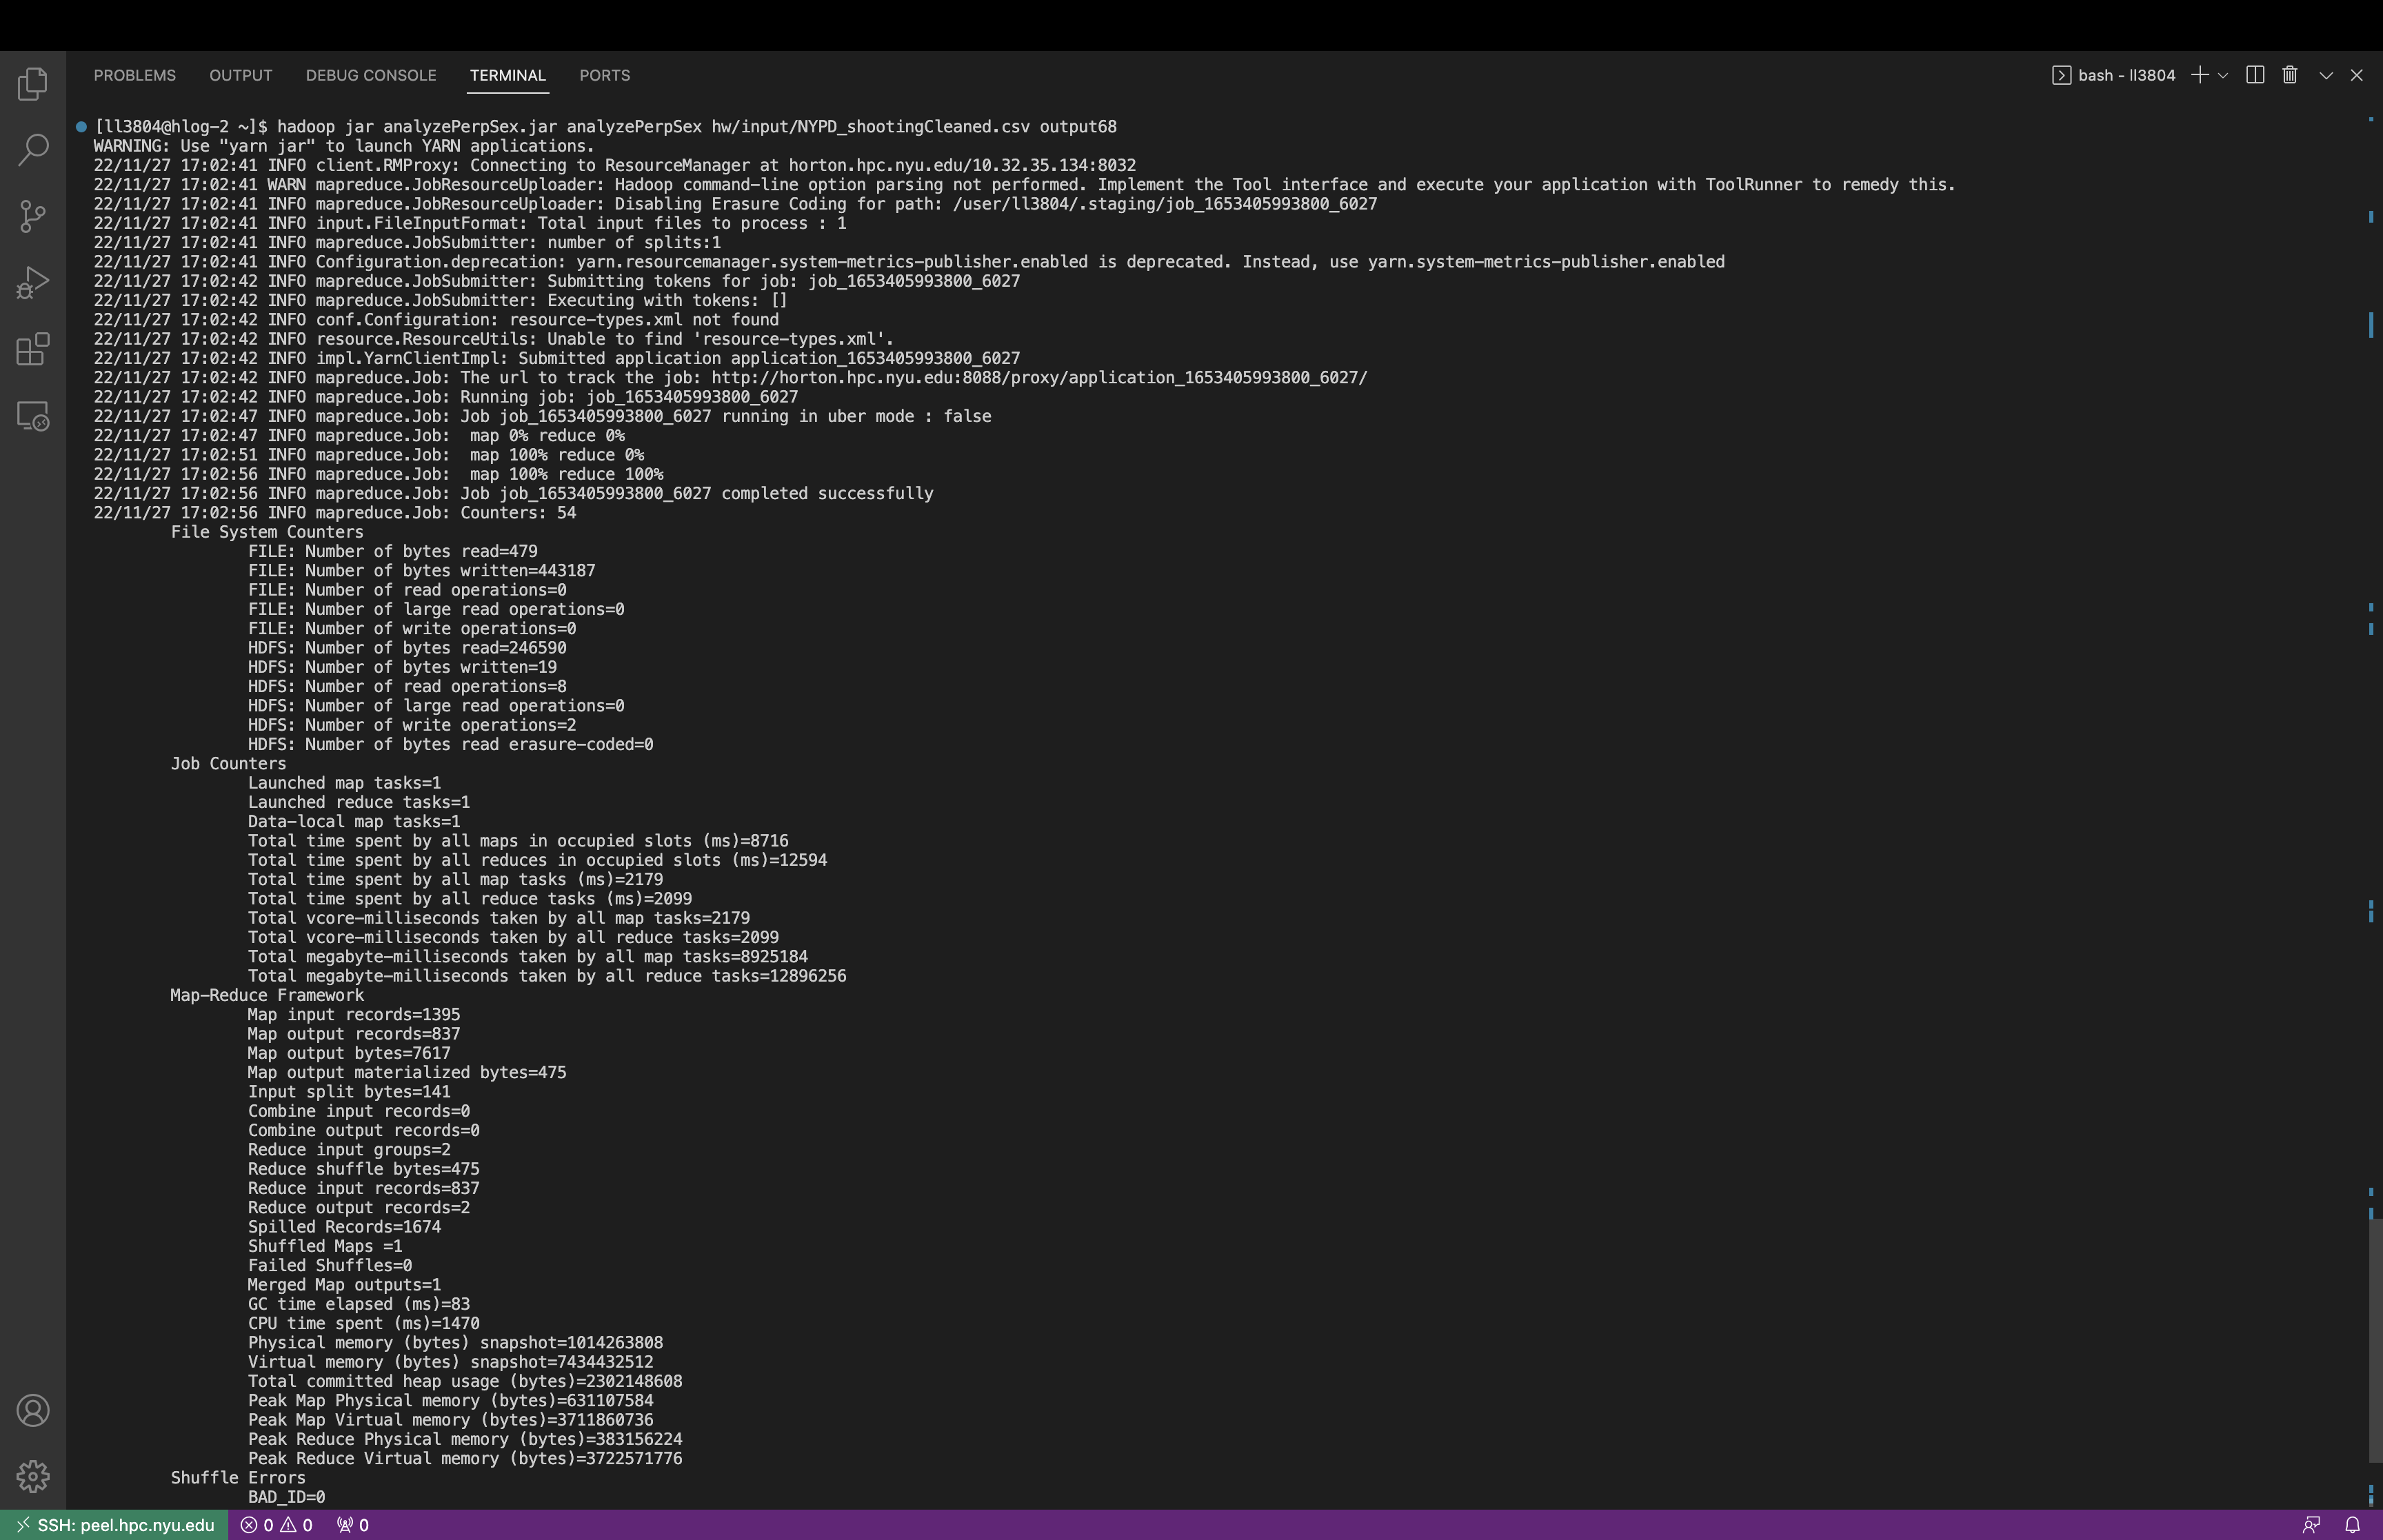 PROBLEMS OUTPUT DEBUG CONSOLE TERMINAL PORTS bash - ll3804
[ll3804@hlog-2 ~]$ hadoop jar analyzePerpSex.jar analyzePerpSex hw/input/NYPD_shootingCleaned.csv output68
WARNING: Use "yarn jar" to launch YARN applications.
22/11/27 17:02:41 INFO client.RMProxy: Connecting to ResourceManager at horton.hpc.nyu.edu/10.32.35.134:8032
22/11/27 17:02:41 WARN mapreduce.JobResourceUploader: Hadoop command-line option parsing not performed. Implement the Tool interface and execute your application with ToolRunner to remedy this.
22/11/27 17:02:41 INFO mapreduce.JobResourceUploader: Disabling Erasure Coding for path: /user/ll3804/.staging/job_1653405993800_6027
22/11/27 17:02:41 INFO input.FileInputFormat: Total input files to process : 1
22/11/27 17:02:41 INFO mapreduce.JobSubmitter: number of splits:1
22/11/27 17:02:41 INFO Configuration.deprecation: yarn.resourcemanager.system-metrics-publisher.enabled is deprecated. Instead, use yarn.system-metrics-publisher.enabled
22/11/27 17:02:42 INFO mapreduce.JobSubmitter: Submitting tokens for job: job_1653405993800_6027
22/11/27 17:02:42 INFO mapreduce.JobSubmitter: Executing with tokens: []
22/11/27 17:02:42 INFO conf.Configuration: resource-types.xml not found
22/11/27 17:02:42 INFO resource.ResourceUtils: Unable to find 'resource-types.xml'.
22/11/27 17:02:42 INFO impl.YarnClientImpl: Submitted application application_1653405993800_6027
22/11/27 17:02:42 INFO mapreduce.Job: The url to track the job: http://horton.hpc.nyu.edu:8088/proxy/application_1653405993800_6027/
22/11/27 17:02:42 INFO mapreduce.Job: Running job: job_1653405993800_6027
22/11/27 17:02:47 INFO mapreduce.Job: Job job_1653405993800_6027 running in uber mode : false
22/11/27 17:02:47 INFO mapreduce.Job:  map 0% reduce 0%
22/11/27 17:02:51 INFO mapreduce.Job:  map 100% reduce 0%
22/11/27 17:02:56 INFO mapreduce.Job:  map 100% reduce 100%
22/11/27 17:02:56 INFO mapreduce.Job: Job job_1653405993800_6027 completed successfully
22/11/27 17:02:56 INFO mapreduce.Job: Counters: 54
File System Counters
FILE: Number of bytes read=479
FILE: Number of bytes written=443187
FILE: Number of read operations=0
FILE: Number of large read operations=0
FILE: Number of write operations=0
HDFS: Number of bytes read=246590
HDFS: Number of bytes written=19
HDFS: Number of read operations=8
HDFS: Number of large read operations=0
HDFS: Number of write operations=2
HDFS: Number of bytes read erasure-coded=0
Job Counters
Launched map tasks=1
Launched reduce tasks=1
Data-local map tasks=1
Total time spent by all maps in occupied slots (ms)=8716
Total time spent by all reduces in occupied slots (ms)=12594
Total time spent by all map tasks (ms)=2179
Total time spent by all reduce tasks (ms)=2099
Total vcore-milliseconds taken by all map tasks=2179
Total vcore-milliseconds taken by all reduce tasks=2099
Total megabyte-milliseconds taken by all map tasks=8925184
Total megabyte-milliseconds taken by all reduce tasks=12896256
Map-Reduce Framework
Map input records=1395
Map output records=837
Map output bytes=7617
Map output materialized bytes=475
Input split bytes=141
Combine input records=0
Combine output records=0
Reduce input groups=2
Reduce shuffle bytes=475
Reduce input records=837
Reduce output records=2
Spilled Records=1674
Shuffled Maps =1
Failed Shuffles=0
Merged Map outputs=1
GC time elapsed (ms)=83
CPU time spent (ms)=1470
Physical memory (bytes) snapshot=1014263808
Virtual memory (bytes) snapshot=7434432512
Total committed heap usage (bytes)=2302148608
Peak Map Physical memory (bytes)=631107584
Peak Map Virtual memory (bytes)=3711860736
Peak Reduce Physical memory (bytes)=383156224
Peak Reduce Virtual memory (bytes)=3722571776
Shuffle Errors
BAD_ID=0
SSH: peel.hpc.nyu.edu 0 0 0